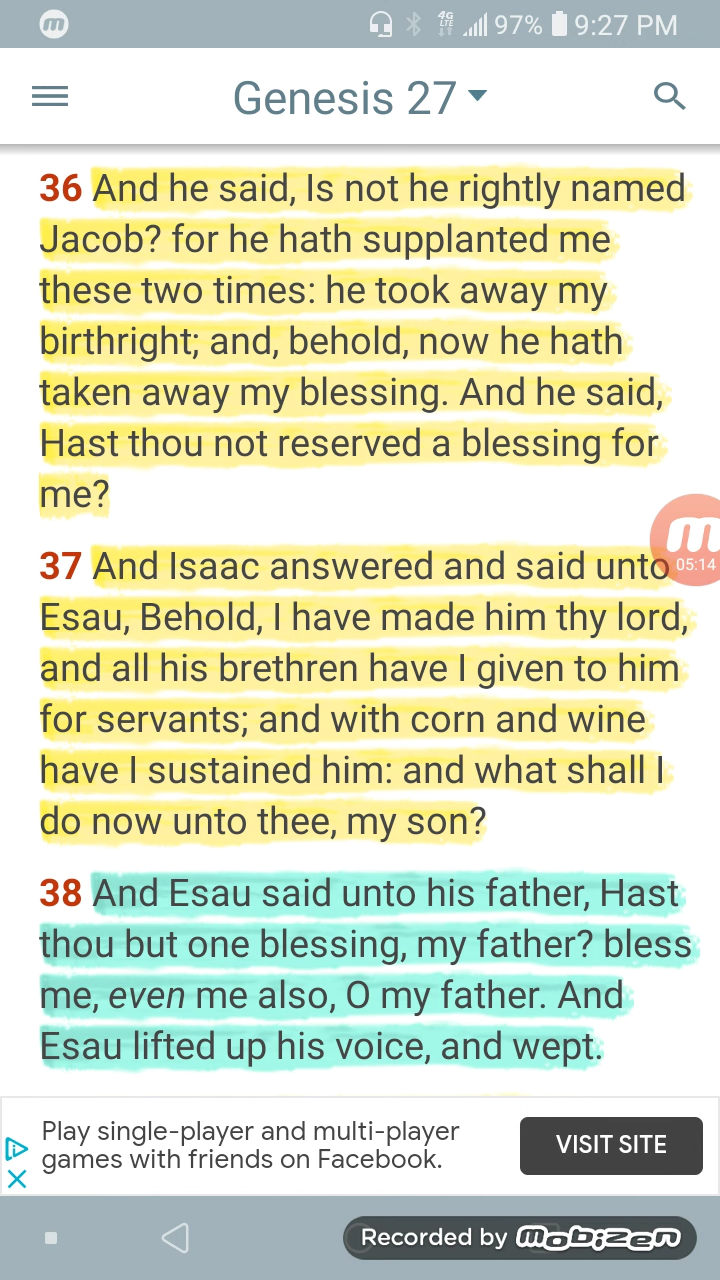 4G
LTE
97%
9:27 PM
Genesis 27
36 And he said, Is not he rightly named
Jacob? for he hath supplanted me
these two times: he took away my
birthright; and, behold, now he hath
taken away my blessing. And he said,
Hast thou not reserved a blessing for
me?
37 And Isaac answered and said unto
Esau, Behold, I have made him thy lord,
and all his brethren have I given to him
for servants; and with corn and wine
have I sustained him: and what shall I
do now unto thee, my son?
m
05:14
38 And Esau said unto his father, Hast
thou but one blessing, my father? bless
me, even me also, O my father. And
Esau lifted up his voice, and wept.
Play single-player and multi-player
games with friends on Facebook.
VISIT SITE
Recorded by mobizen